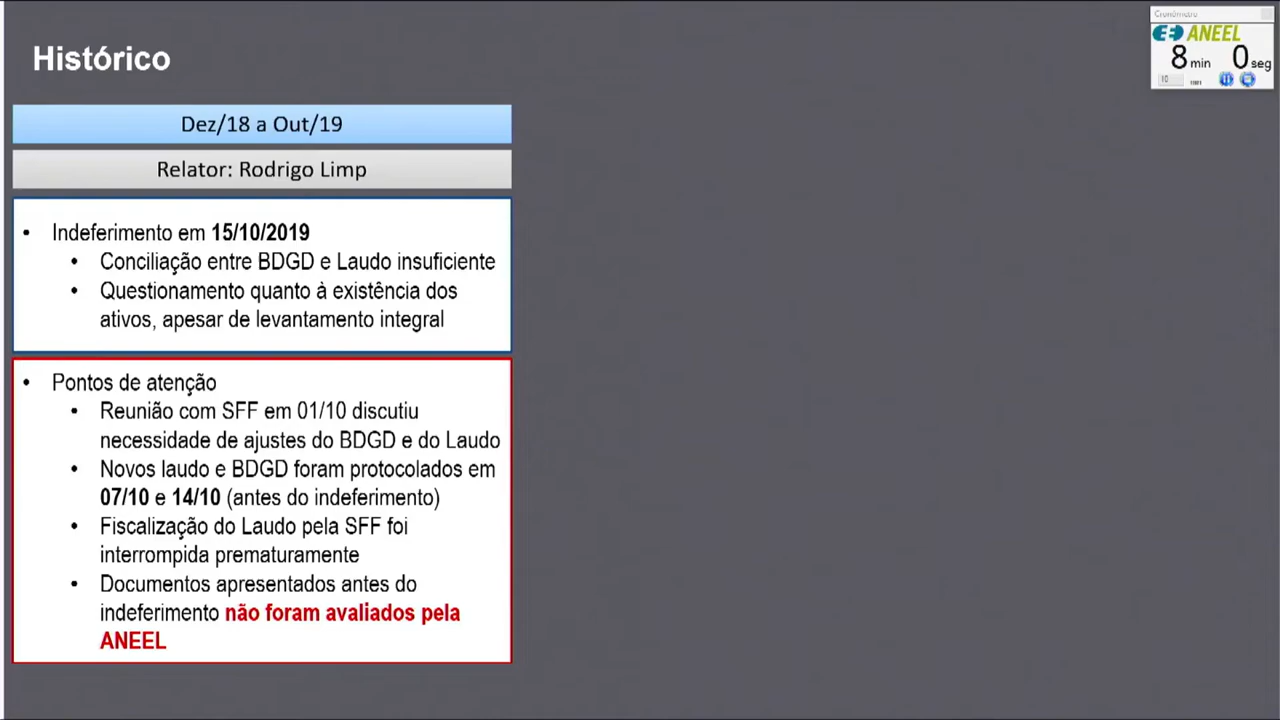 Histórico
Cronômetro
ANEEL
8 min 0 seg
10
Dez/18 a Out/19
Relator: Rodrigo Limp
• Indeferimento em 15/10/2019
• Conciliação entre BDGD e Laudo insuficiente
• Questionamento quanto à existência dos
ativos, apesar de levantamento integral
• Pontos de atenção
• Reunião com SFF em 01/10 discutiu
necessidade de ajustes do BDGD e do Laudo
• Novos laudo e BDGD foram protocolados em
07/10 e 14/10 (antes do indeferimento)
• Fiscalização do Laudo pela SFF foi
interrompida prematuramente
• Documentos apresentados antes do
indeferimento não foram avaliados pela
ANEEL